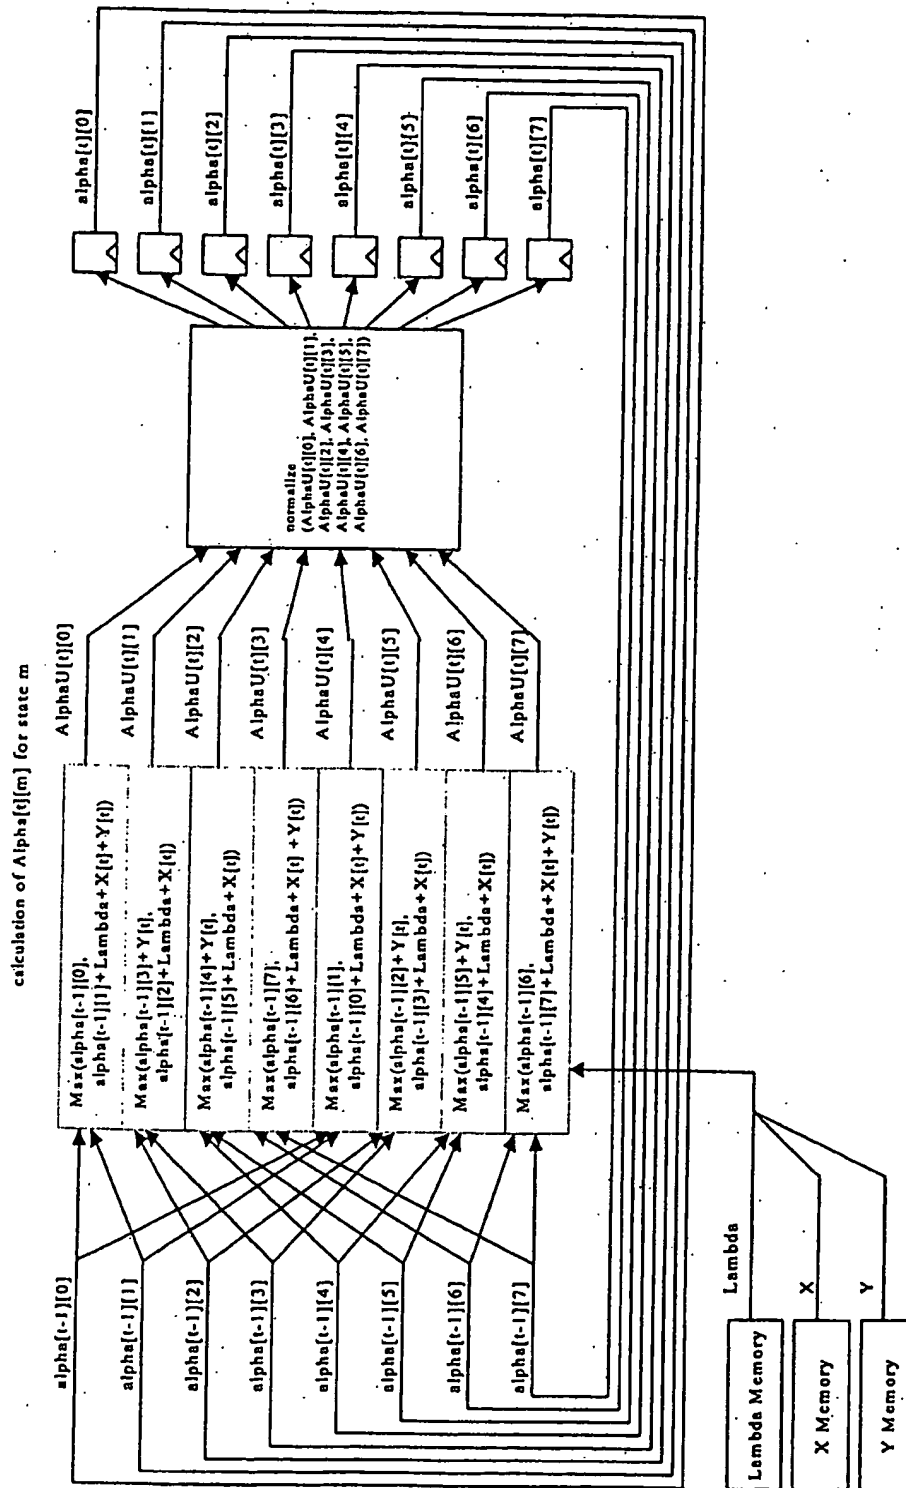 calculation of Alpha[t][m] for state m
alpha[t-1][0]
alpha[t-1][1]
alpha[t-1][2]
alpha[t-1][3]
alpha[t-1][4]
alpha[t-1][5]
alpha[t-1][6]
alpha[t-1][7]
Max(alpha[t-1][0],
alpha[t-1][1]+Lambda+X[t]+Y[t])
Max(alpha[t-1][3]+Y[t],
alpha[t-1][2]+Lambda+X[t])
Max(alpha[t-1][4]+Y[t],
alpha[t-1][5]+Lambda+X[t])
Max(alpha[t-1][7],
alpha[t-1][6]+Lambda+X[t] +Y[t])
Max(alpha[t-1][1],
alpha[t-1][0]+Lambda+X[t]+Y[t])
Max(alpha[t-1][2]+Y[t],
alpha[t-1][3]+Lambda+X[t])
Max(alpha[t-1][5]+Y[t],
alpha[t-1][4]+Lambda+X[t])
Max(alpha[t-1][6],
alpha[t-1][7]+Lambda+X[t]+Y[t])
AlphaU[t][0]
AlphaU[t][1]
AlphaU[t][2]
AlphaU[t][3]
AlphaU[t][4]
AlphaU[t][5]
AlphaU[t][6]
AlphaU[t][7]
normalize
(AlphaU[t][0], AlphaU[t][1],
AlphaU[t][2], AlphaU[t][3],
AlphaU[t][4], AlphaU[t][5],
AlphaU[t][6], AlphaU[t][7])
alpha[t][0]
alpha[t][1]
alpha[t][2]
alpha[t][3]
alpha[t][4]
alpha[t][5]
alpha[t][6]
alpha[t][7]
Lambda Memory
Lambda
X Memory
X
Y Memory
Y